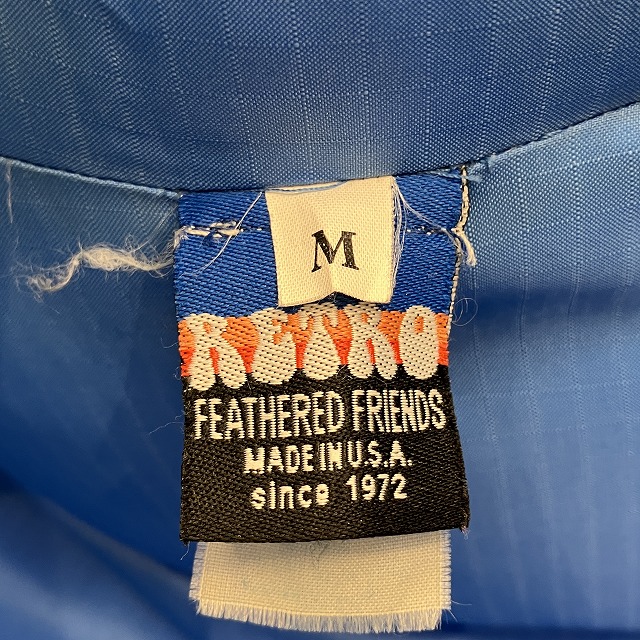 M
RETRO
FEATHERED FRIENDS
MADE IN U.S.A.
since 1972